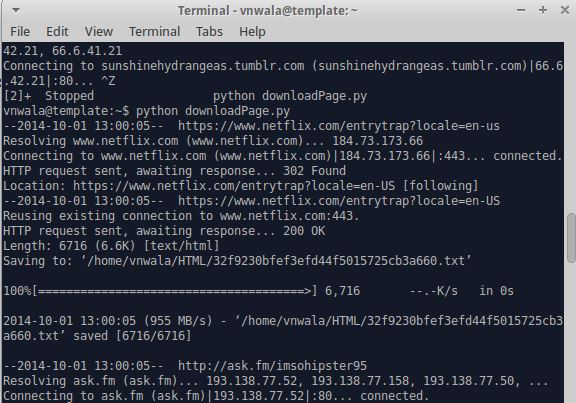 Terminal - vnwala@template: ~
File Edit View Terminal Tabs Help
42.21, 66.6.41.21
Connecting to sunshinehydrangeas.tumblr.com (sunshinehydrangeas.tumblr.com)|66.6
.42.21|:80... ^Z
[2]+  Stopped                 python downloadPage.py
vnwala@template:~$ python downloadPage.py
--2014-10-01 13:00:05--  https://www.netflix.com/entrytrap?locale=en-us
Resolving www.netflix.com (www.netflix.com)... 184.73.173.66
Connecting to www.netflix.com (www.netflix.com)|184.73.173.66|:443... connected.
HTTP request sent, awaiting response... 302 Found
Location: https://www.netflix.com/entrytrap?locale=en-US [following]
--2014-10-01 13:00:05--  https://www.netflix.com/entrytrap?locale=en-US
Reusing existing connection to www.netflix.com:443.
HTTP request sent, awaiting response... 200 OK
Length: 6716 (6.6K) [text/html]
Saving to: ‘/home/vnwala/HTML/32f9230bfef3efd44f5015725cb3a660.txt’
100%[======================================>] 6,716       --.-K/s   in 0s
2014-10-01 13:00:05 (955 MB/s) - ‘/home/vnwala/HTML/32f9230bfef3efd44f5015725cb3
a660.txt’ saved [6716/6716]
--2014-10-01 13:00:05--  http://ask.fm/imsohipster95
Resolving ask.fm (ask.fm)... 193.138.77.52, 193.138.77.158, 193.138.77.50, ...
Connecting to ask.fm (ask.fm)|193.138.77.52|:80... connected.